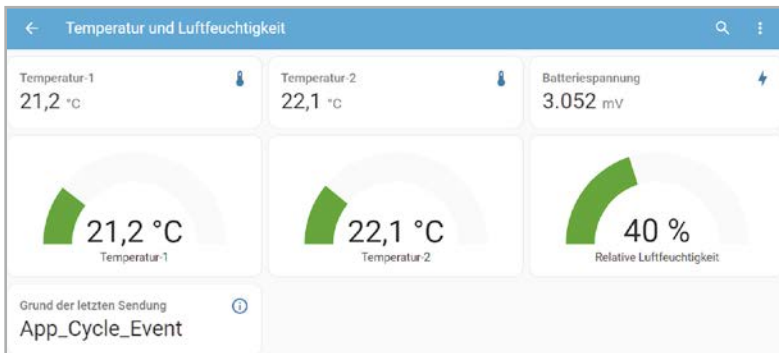 Temperatur und Luftfeuchtigkeit
Temperatur-1
21,2 °C
Temperatur-2
22,1 °C
Batteriespannung
3.052 mV
21,2 °C
Temperatur-1
22,1 °C
Temperatur-2
40 %
Relative Luftfeuchtigkeit
Grund der letzten Sendung
App_Cycle_Event